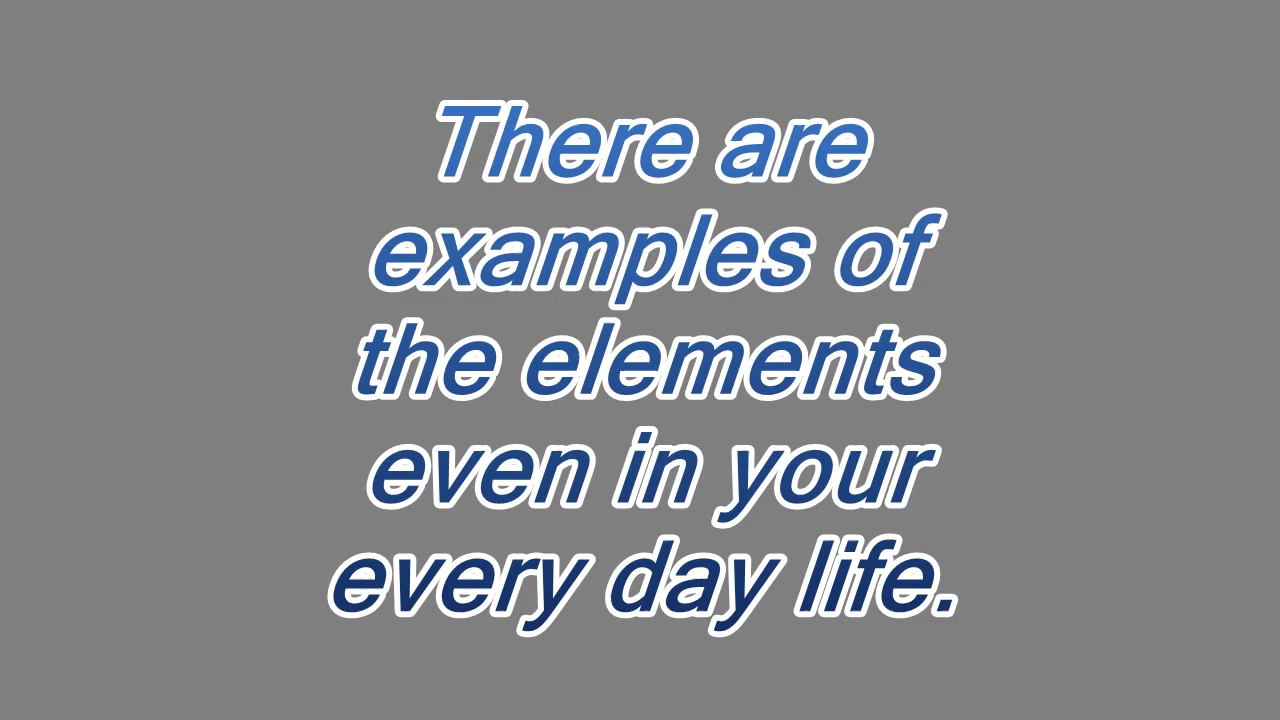 There are
examples of
the elements
even in your
every day life.